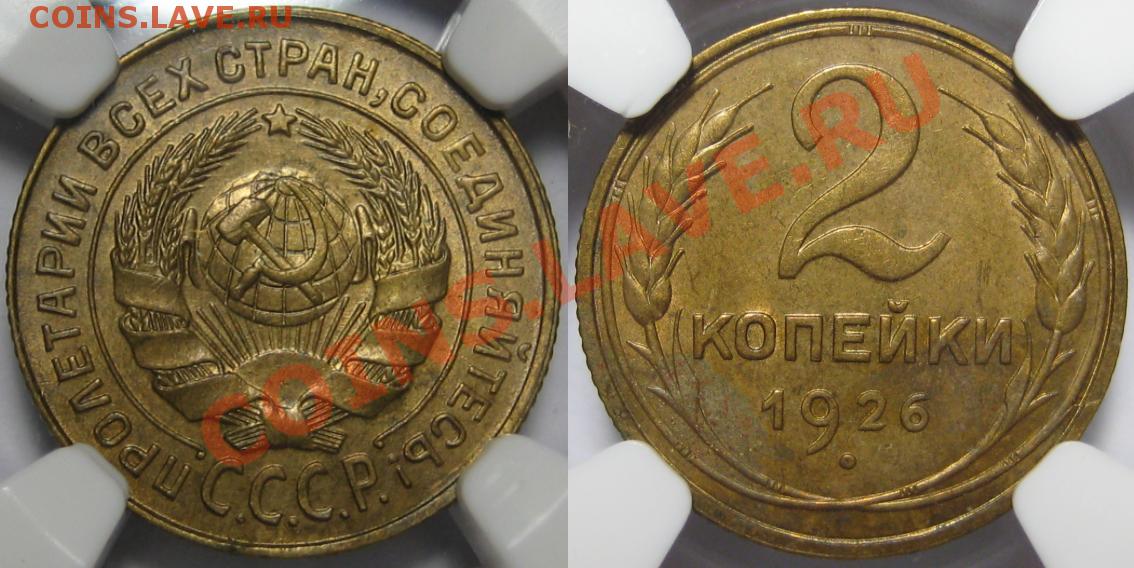 COINS.LAVE.RU
ПРОЛЕТАРИИ ВСЕХ СТРАН, СОЕДИНЯЙТЕСЬ!
С.С.С.Р.
COINS.LAVE.RU
2
КОПЕЙКИ
1926